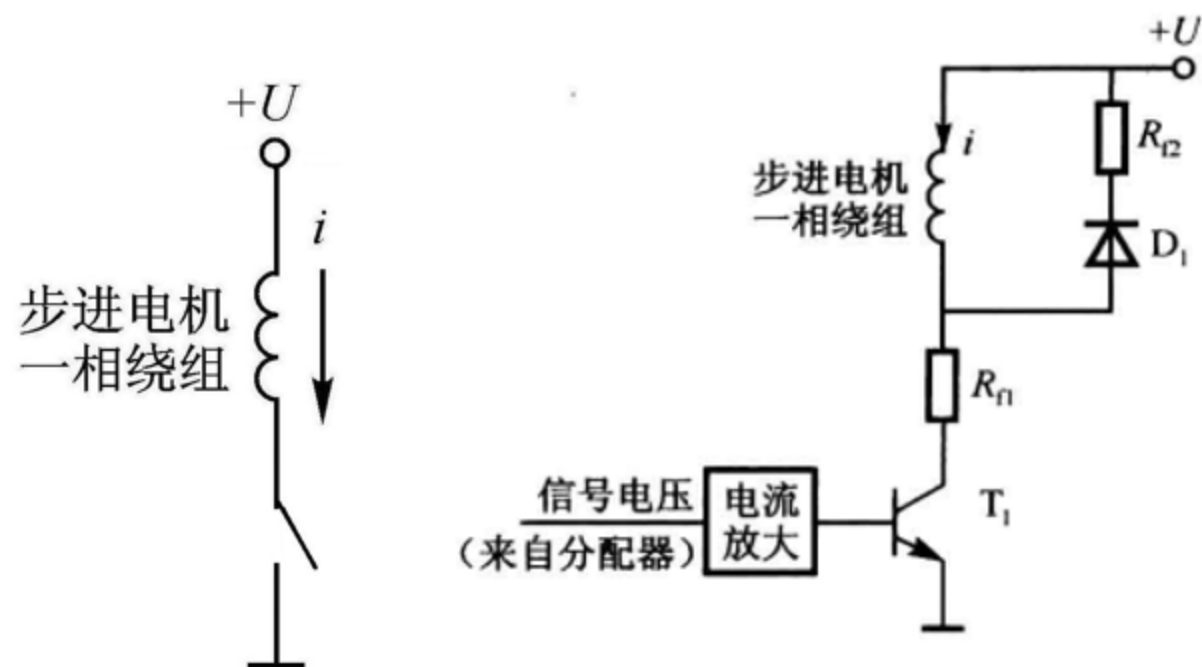 +U
i
步进电机
一相绕组
+U
i
R_f2
步进电机
一相绕组
D_1
R_f1
信号电压
(来自分配器)
电流
放大
T_1